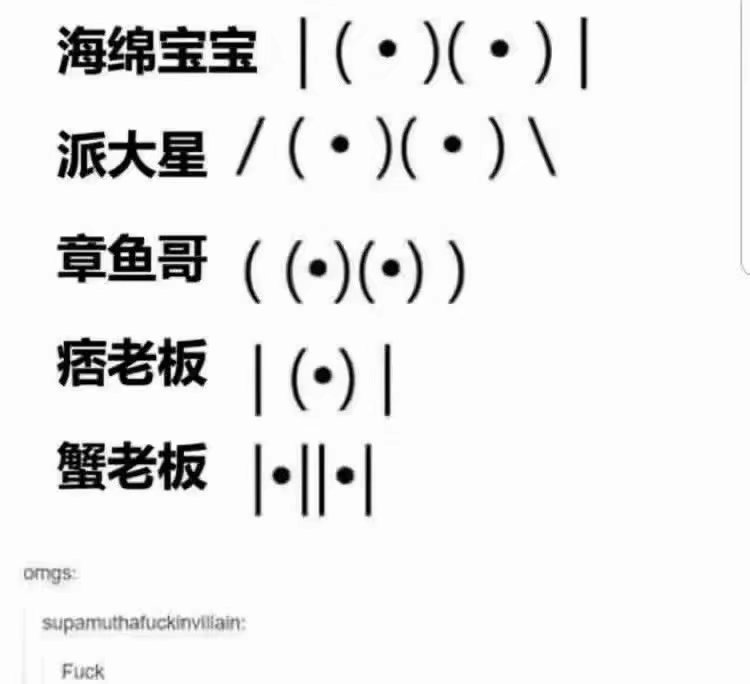 海绵宝宝 | ( • )( • ) |
派大星 / ( • )( • ) \
章鱼哥 ( (•)(•) )
痞老板 | (•) |
蟹老板 |•||•|
omgs:
supamuthafuckinvillain:
Fuck